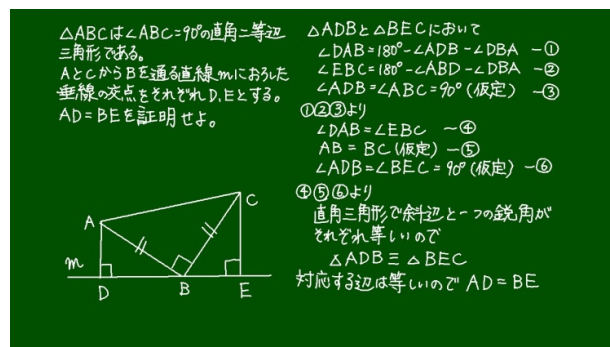 △ABCは∠ABC=90°の直角二等辺
三角形である。
AとCからBを通る直線mにおろした
垂線の交点をそれぞれD,Eとする。
AD=BEを証明せよ。
A
C
m
D
B
E
△ADBと△BECにおいて
∠DAB=180°-∠ADB-∠DBA -①
∠EBC=180°-∠ABD-∠DBA -②
∠ADB=∠ABC=90°(仮定) -③
①②③より
∠DAB=∠EBC -④
AB = BC(仮定) -⑤
∠ADB=∠BEC=90°(仮定) -⑥
④⑤⑥より
直角三角形で斜辺と一つの鋭角が
それぞれ等しいので
△ADB≡△BEC
対応する辺は等しいので AD=BE